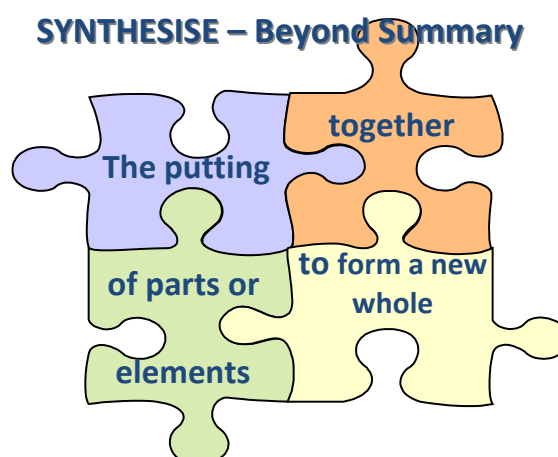 SYNTHESISE – Beyond Summary
The putting
together
of parts or
elements
to form a new
whole